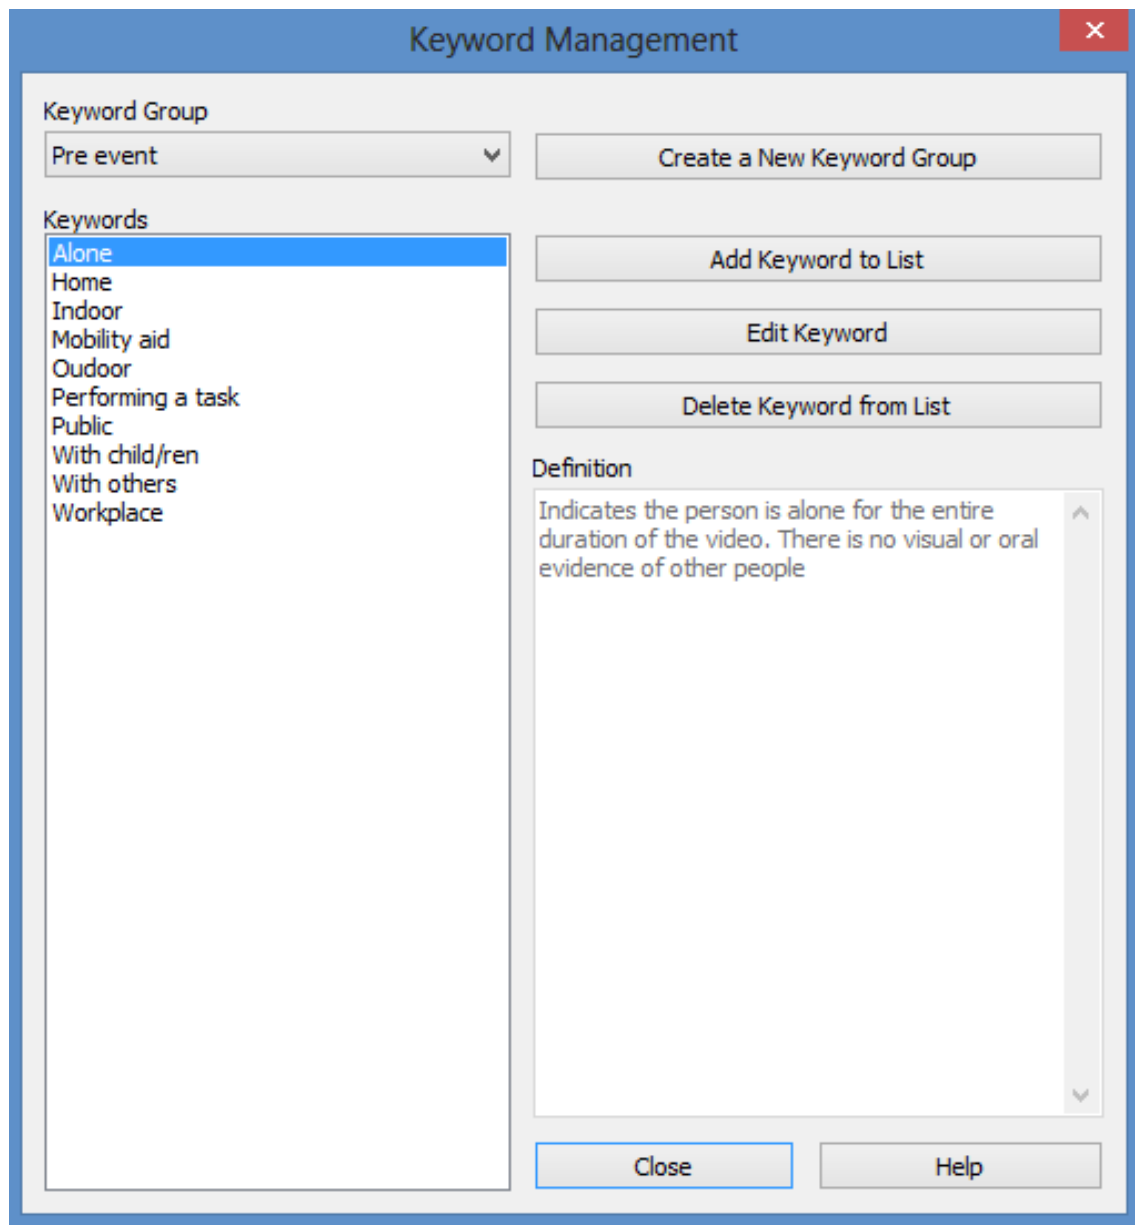 Keyword Management
Keyword Group
Pre event
Create a New Keyword Group
Keywords
Alone
Home
Indoor
Mobility aid
Oudoor
Performing a task
Public
With child/ren
With others
Workplace
Add Keyword to List
Edit Keyword
Delete Keyword from List
Definition
Indicates the person is alone for the entire
duration of the video. There is no visual or oral
evidence of other people
Close
Help